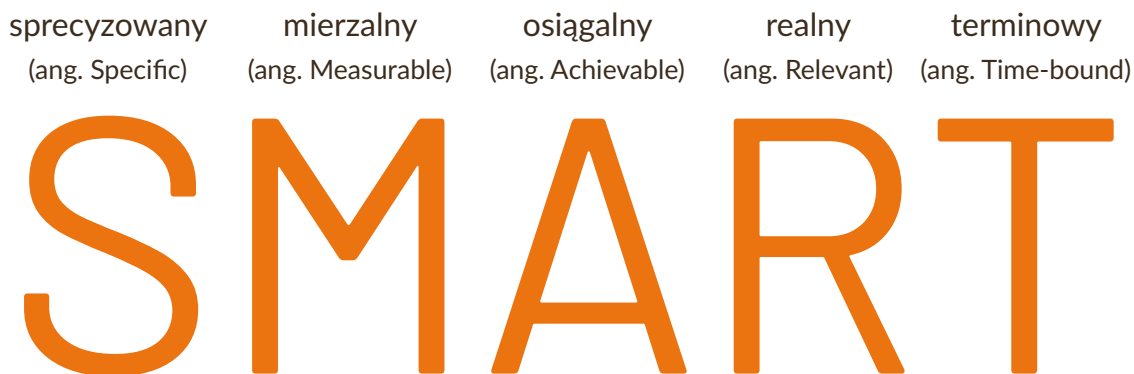 sprecyzowany mierzalny osiągalny realny terminowy
(ang. Specific) (ang. Measurable) (ang. Achievable) (ang. Relevant) (ang. Time-bound)
SMART